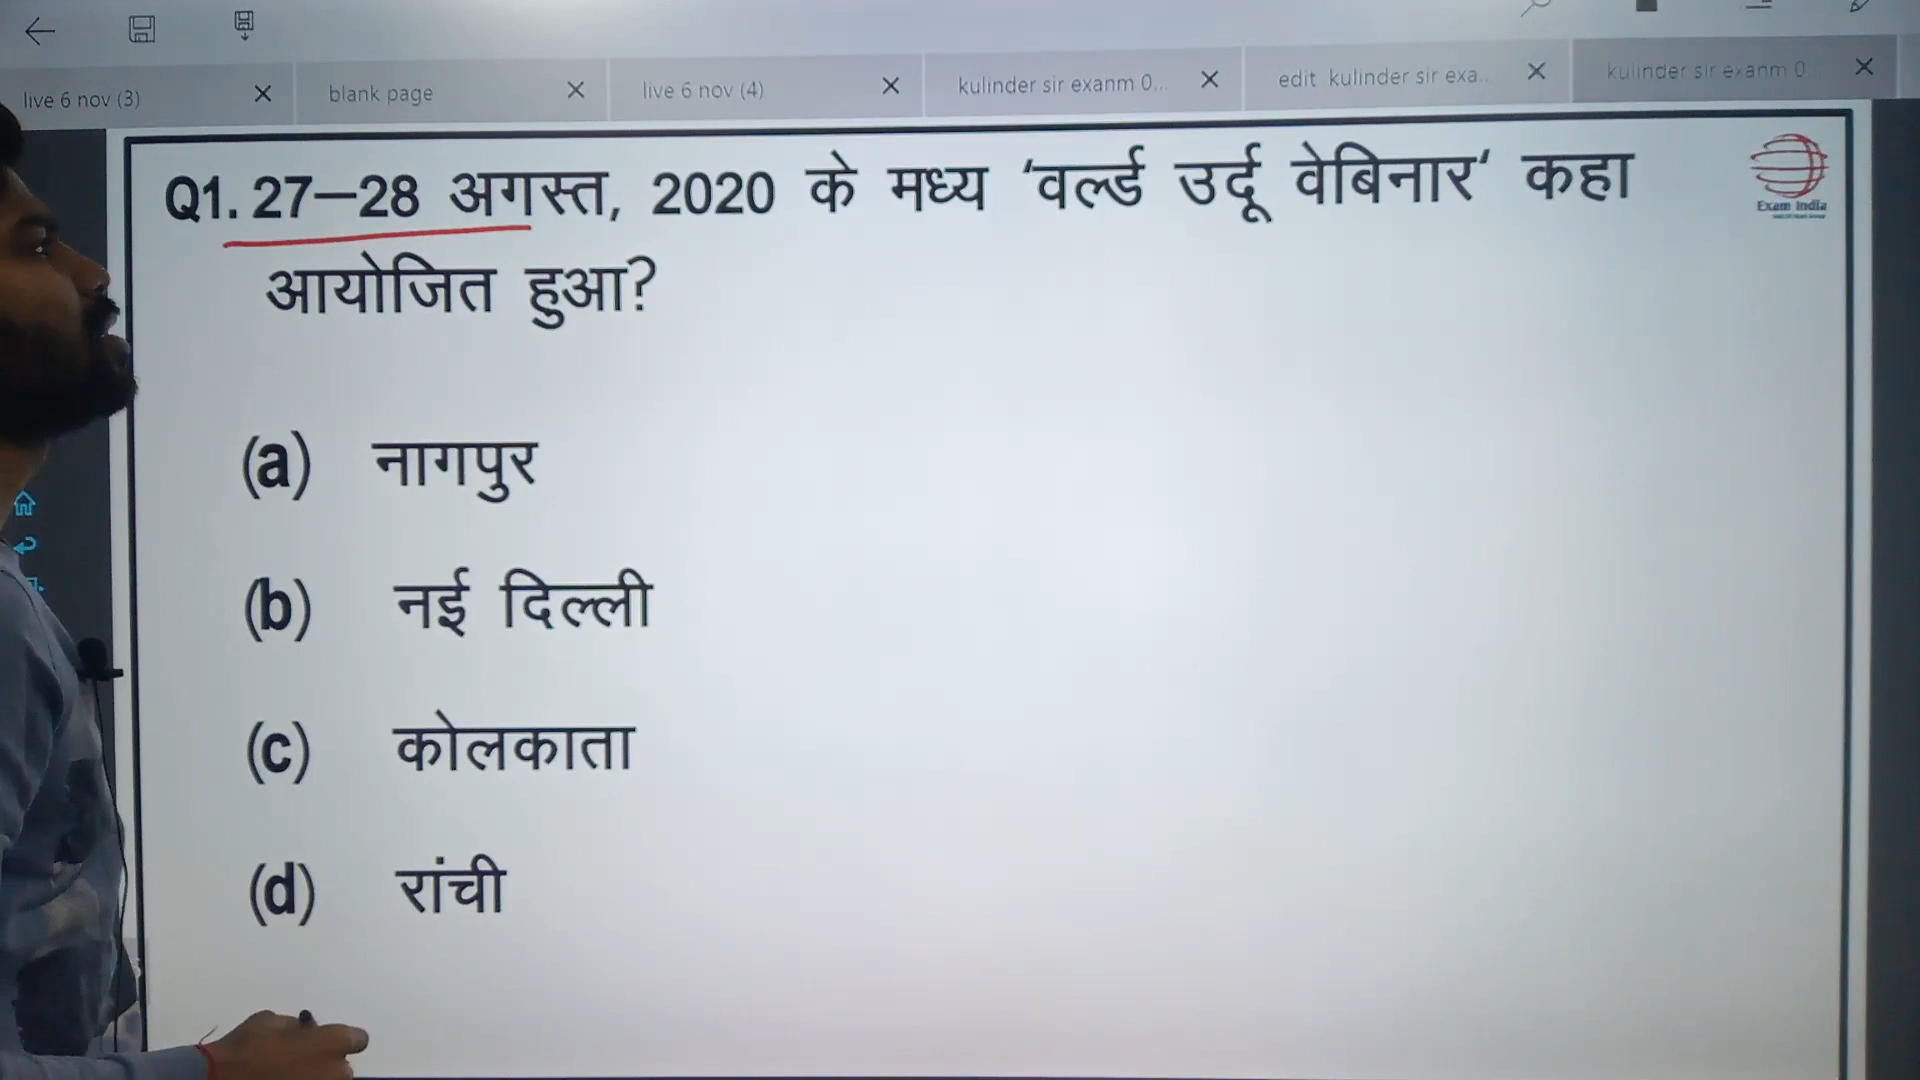 live 6 nov (3)
blank page
live 6 nov (4)
kulinder sir exanm 0...
edit kulinder sir exa...
kulinder sir exanm 0...
Q1. 27–28 अगस्त, 2020 के मध्य ‘वर्ल्ड उर्दू वेबिनार‘ कहा
आयोजित हुआ?
Exam India
(a) नागपुर
(b) नई दिल्ली
(c) कोलकाता
(d) रांची